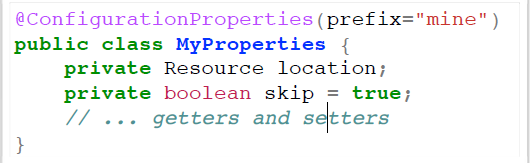 @ConfigurationProperties(prefix="mine")
public class MyProperties {
    private Resource location;
    private boolean skip = true;
    // ... getters and setters
}